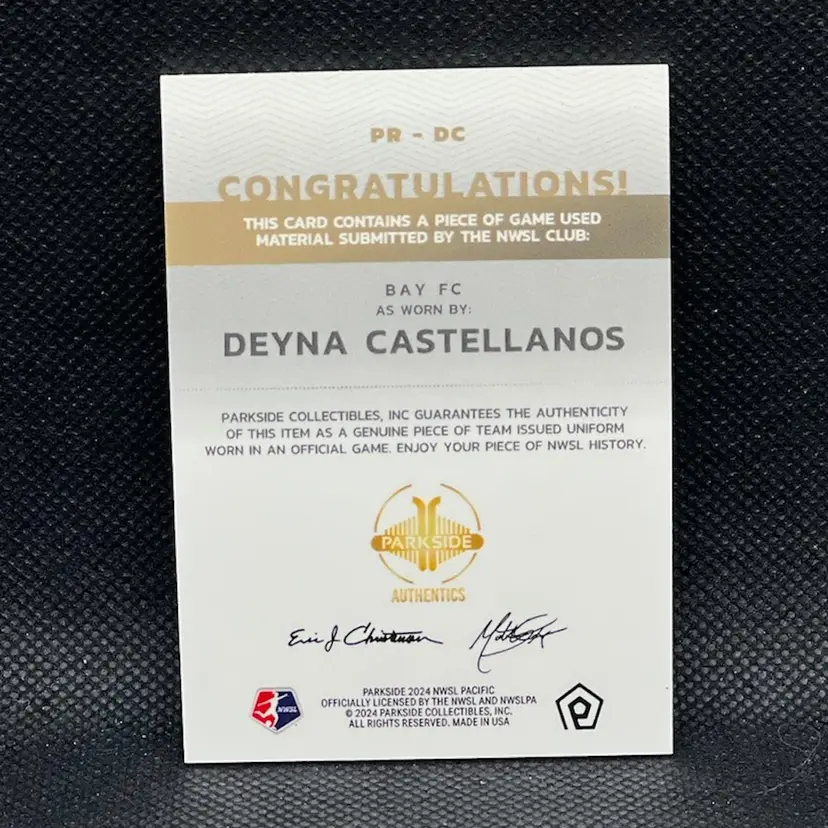 PR - DC
CONGRATULATIONS!
THIS CARD CONTAINS A PIECE OF GAME USED
MATERIAL SUBMITTED BY THE NWSL CLUB:
BAY FC
AS WORN BY:
DEYNA CASTELLANOS
PARKSIDE COLLECTIBLES, INC GUARANTEES THE AUTHENTICITY
OF THIS ITEM AS A GENUINE PIECE OF TEAM ISSUED UNIFORM
WORN IN AN OFFICIAL GAME. ENJOY YOUR PIECE OF NWSL HISTORY.
PARKSIDE
AUTHENTICS
Eric J. Christensen
NWSL
PARKSIDE 2024 NWSL PACIFIC
OFFICIALLY LICENSED BY THE NWSL AND NWSLPA
© 2024 PARKSIDE COLLECTIBLES, INC.
ALL RIGHTS RESERVED. MADE IN USA